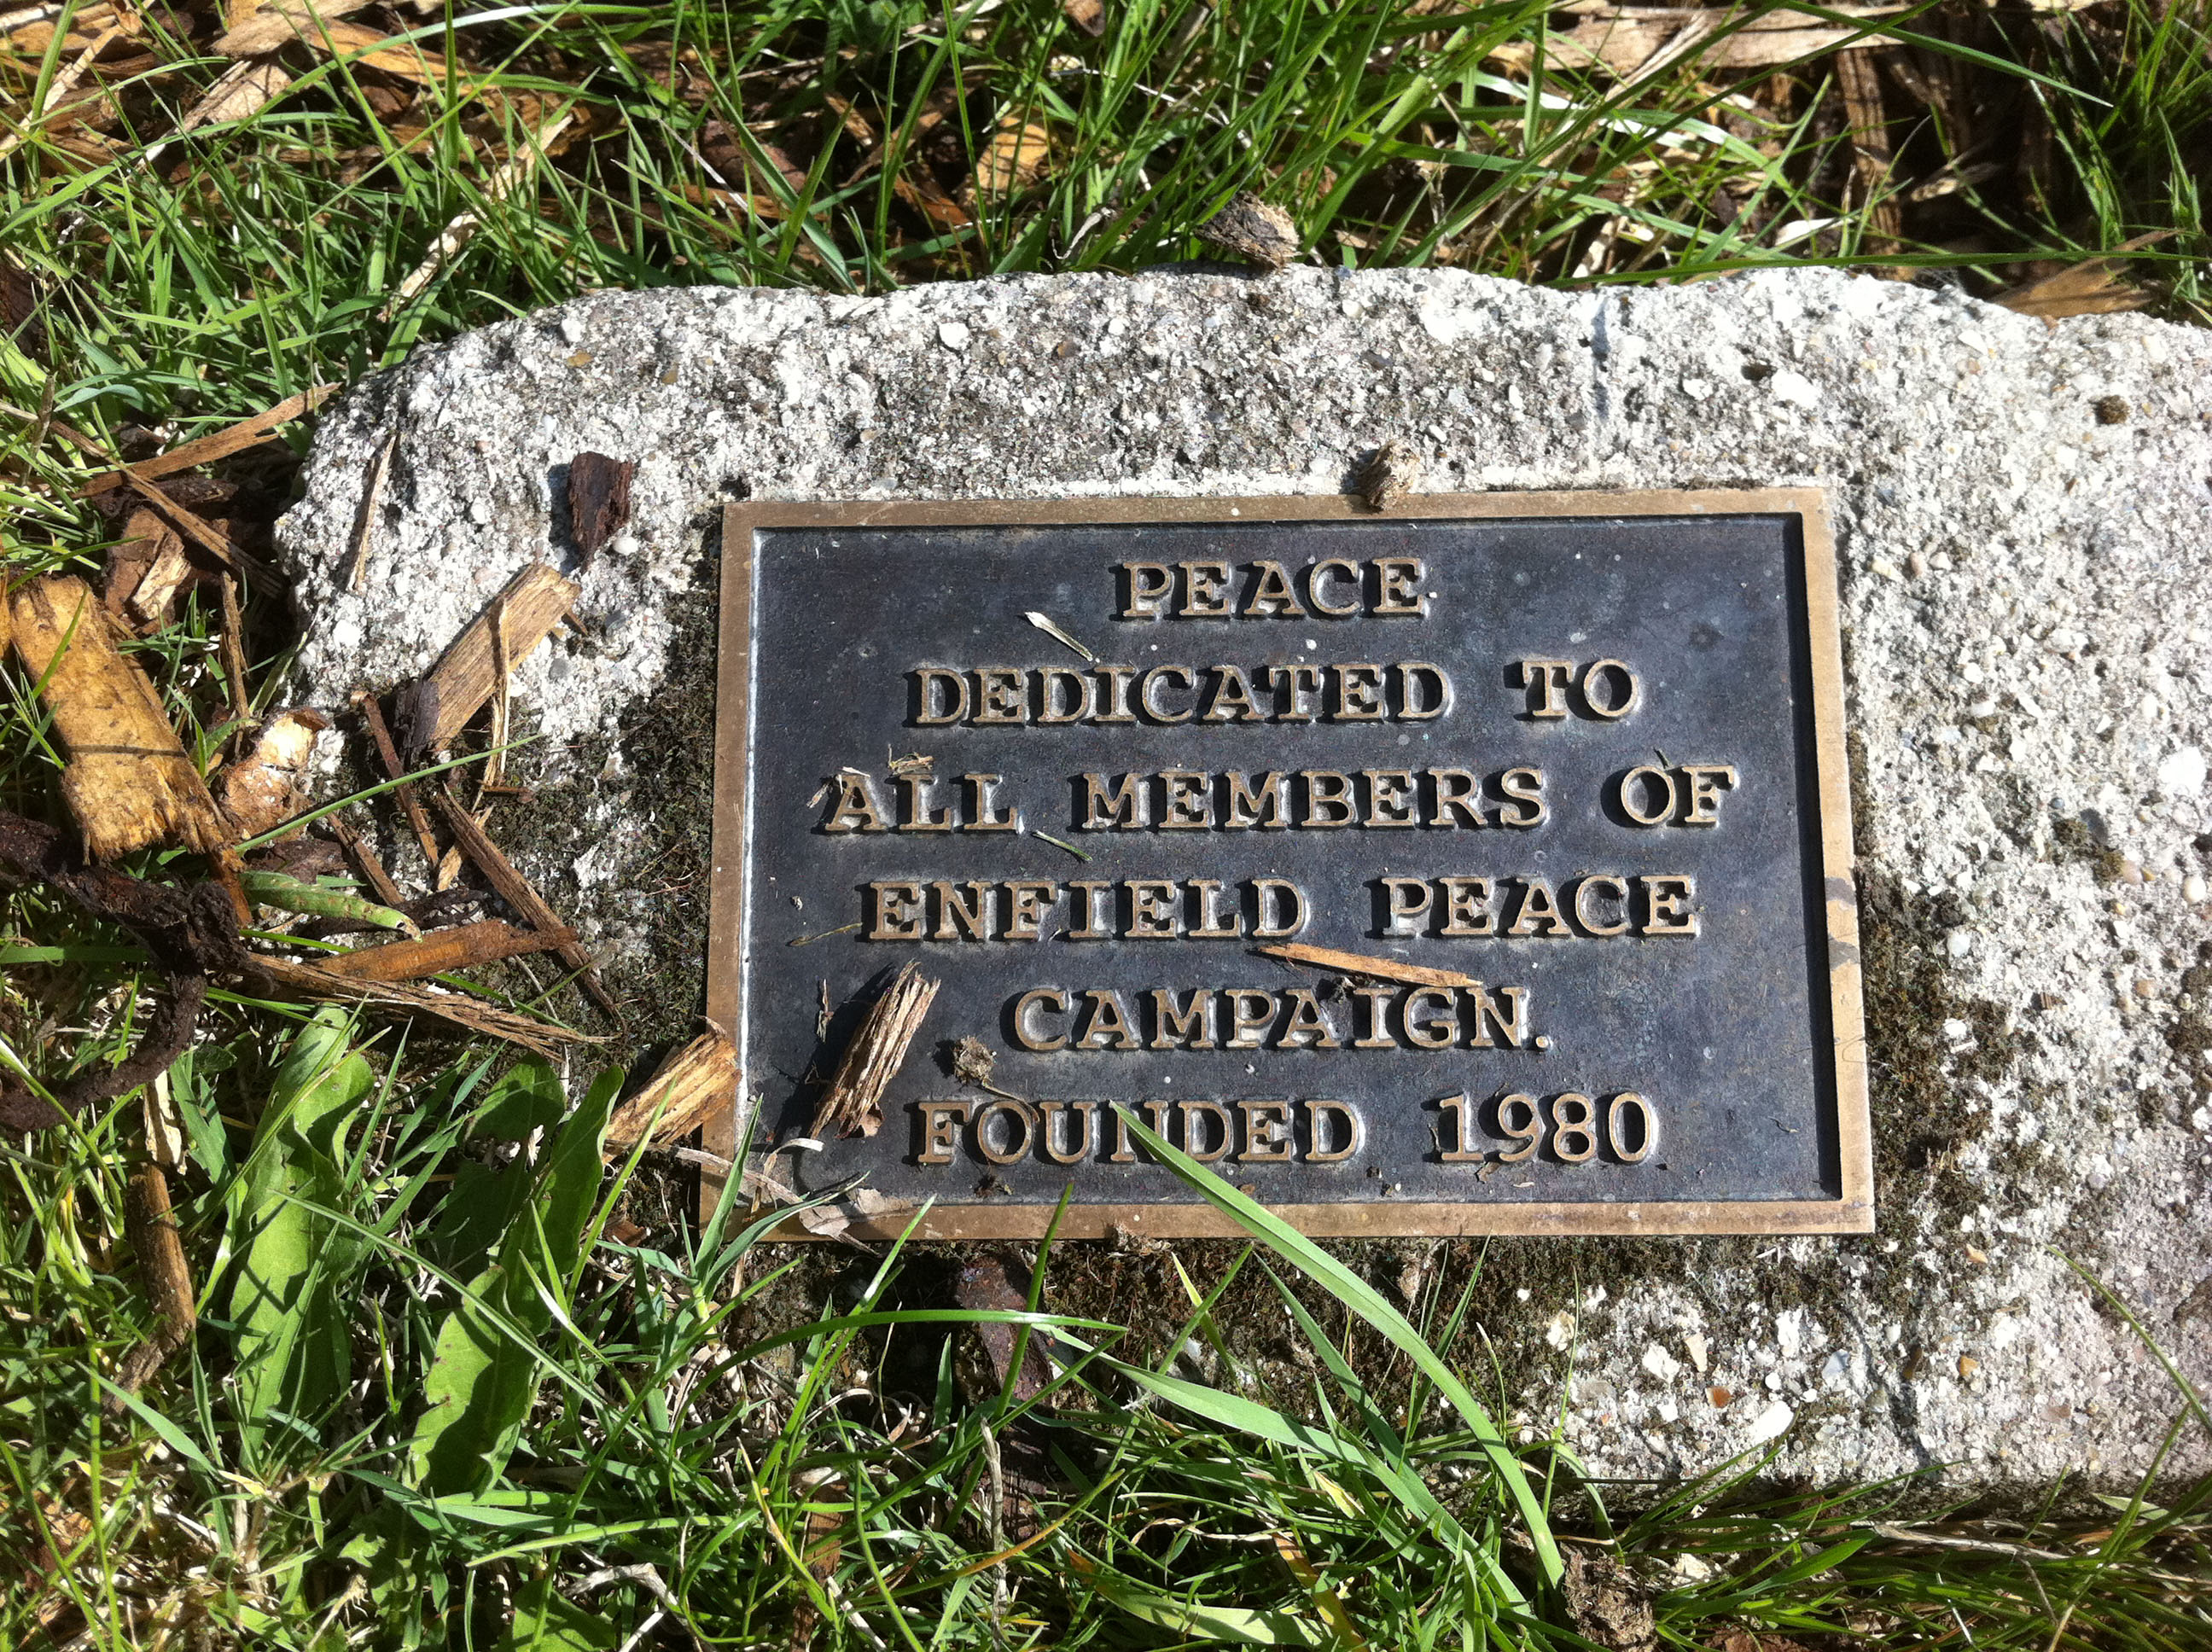 PEACE
DEDICATED TO
ALL MEMBERS OF
ENFIELD PEACE
CAMPAIGN.
FOUNDED 1980